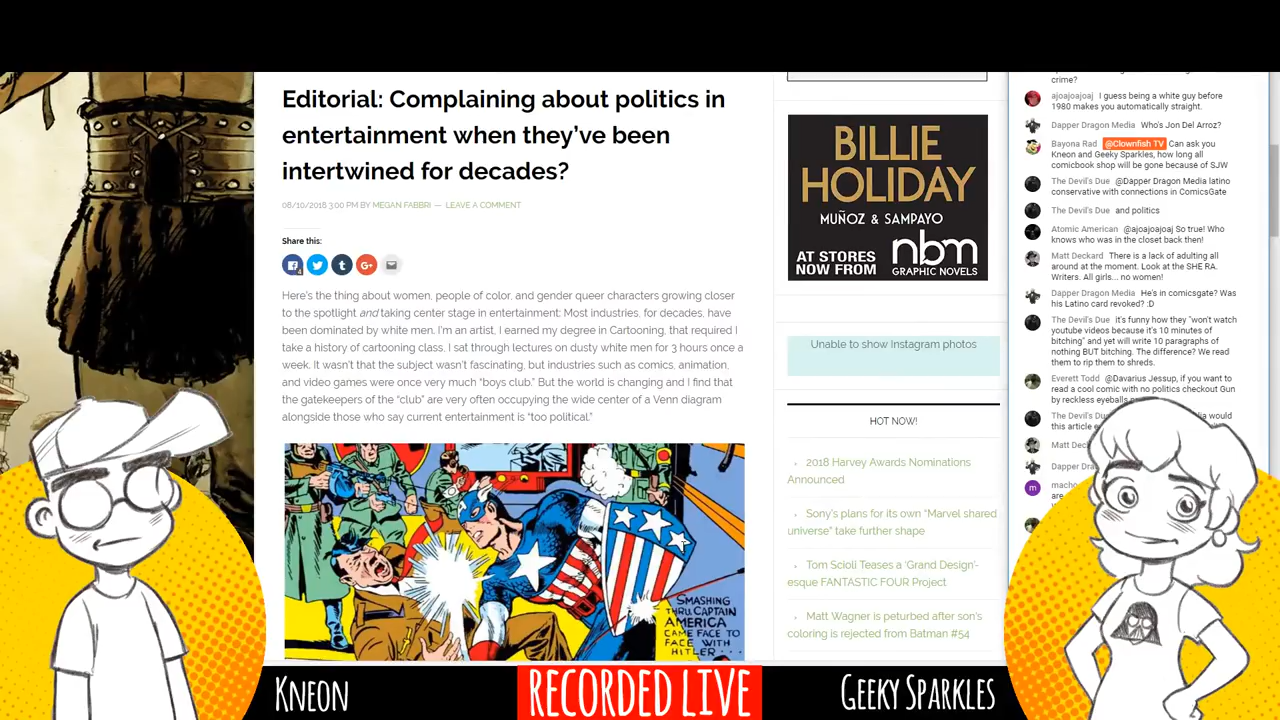 Editorial: Complaining about politics in
entertainment when they've been
intertwined for decades?
08/10/2018 3:00 PM BY MEGAN FABBRI — LEAVE A COMMENT
Share this:
4
Here's the thing about women, people of color, and gender queer characters growing closer
to the spotlight and taking center stage in entertainment: Most industries, for decades, have
been dominated by white men. I'm an artist, I earned my degree in Cartooning, that required I
take a history of cartooning class. I sat through lectures on dusty white men for 3 hours once a
week. It wasn't that the subject wasn't fascinating, but industries such as comics, animation,
and video games were once very much "boys club." But the world is changing and I find that
the gatekeepers of the "club" are very often occupying the wide center of a Venn diagram
alongside those who say current entertainment is "too political."
SMASHING
THRU, CAPTAIN
AMERICA
CAME FACE TO
FACE WITH
HITLER...
BILLIE
HOLIDAY
MUÑOZ & SAMPAYO
AT STORES
NOW FROM
nbm
GRAPHIC NOVELS
Unable to show Instagram photos
HOT NOW!
2018 Harvey Awards Nominations
Announced
Sony's plans for its own "Marvel shared
universe" take further shape
Tom Scioli Teases a 'Grand Design'-
esque FANTASTIC FOUR Project
Matt Wagner is peturbed after son's
coloring is rejected from Batman #54
crime?
ajoajoajoaj I guess being a white guy before
1980 makes you automatically straight.
Dapper Dragon Media Who's Jon Del Arroz?
Bayona Rad @Clownfish TV Can ask you
Kneon and Geeky Sparkles, how long all
comicbook shop will be gone because of SJW
The Devil's Due @Dapper Dragon Media latino
conservative with connections in ComicsGate
The Devil's Due and politics
Atomic American @ajoajoajoaj So true! Who
knows who was in the closet back then!
Matt Deckard There is a lack of adulting all
around at the moment. Look at the SHE RA.
Writers. All girls... no women!
Dapper Dragon Media He's in comicsgate? Was
his Latino card revoked? :D
The Devil's Due it's funny how they "won't watch
youtube videos because it's 10 minutes of
bitching" and yet will write 10 paragraphs of
nothing BUT bitching. The difference? We read
them to rip them to shreds.
Everett Todd @Davarius Jessup, if you want to
read a cool comic with no politics checkout Gun
by reckless eyeballs
The Devil's
would
this article
Matt Dec
Dapper Dra
m
macho
are
KNEON
RECORDED LIVE
GEEKY SPARKLES